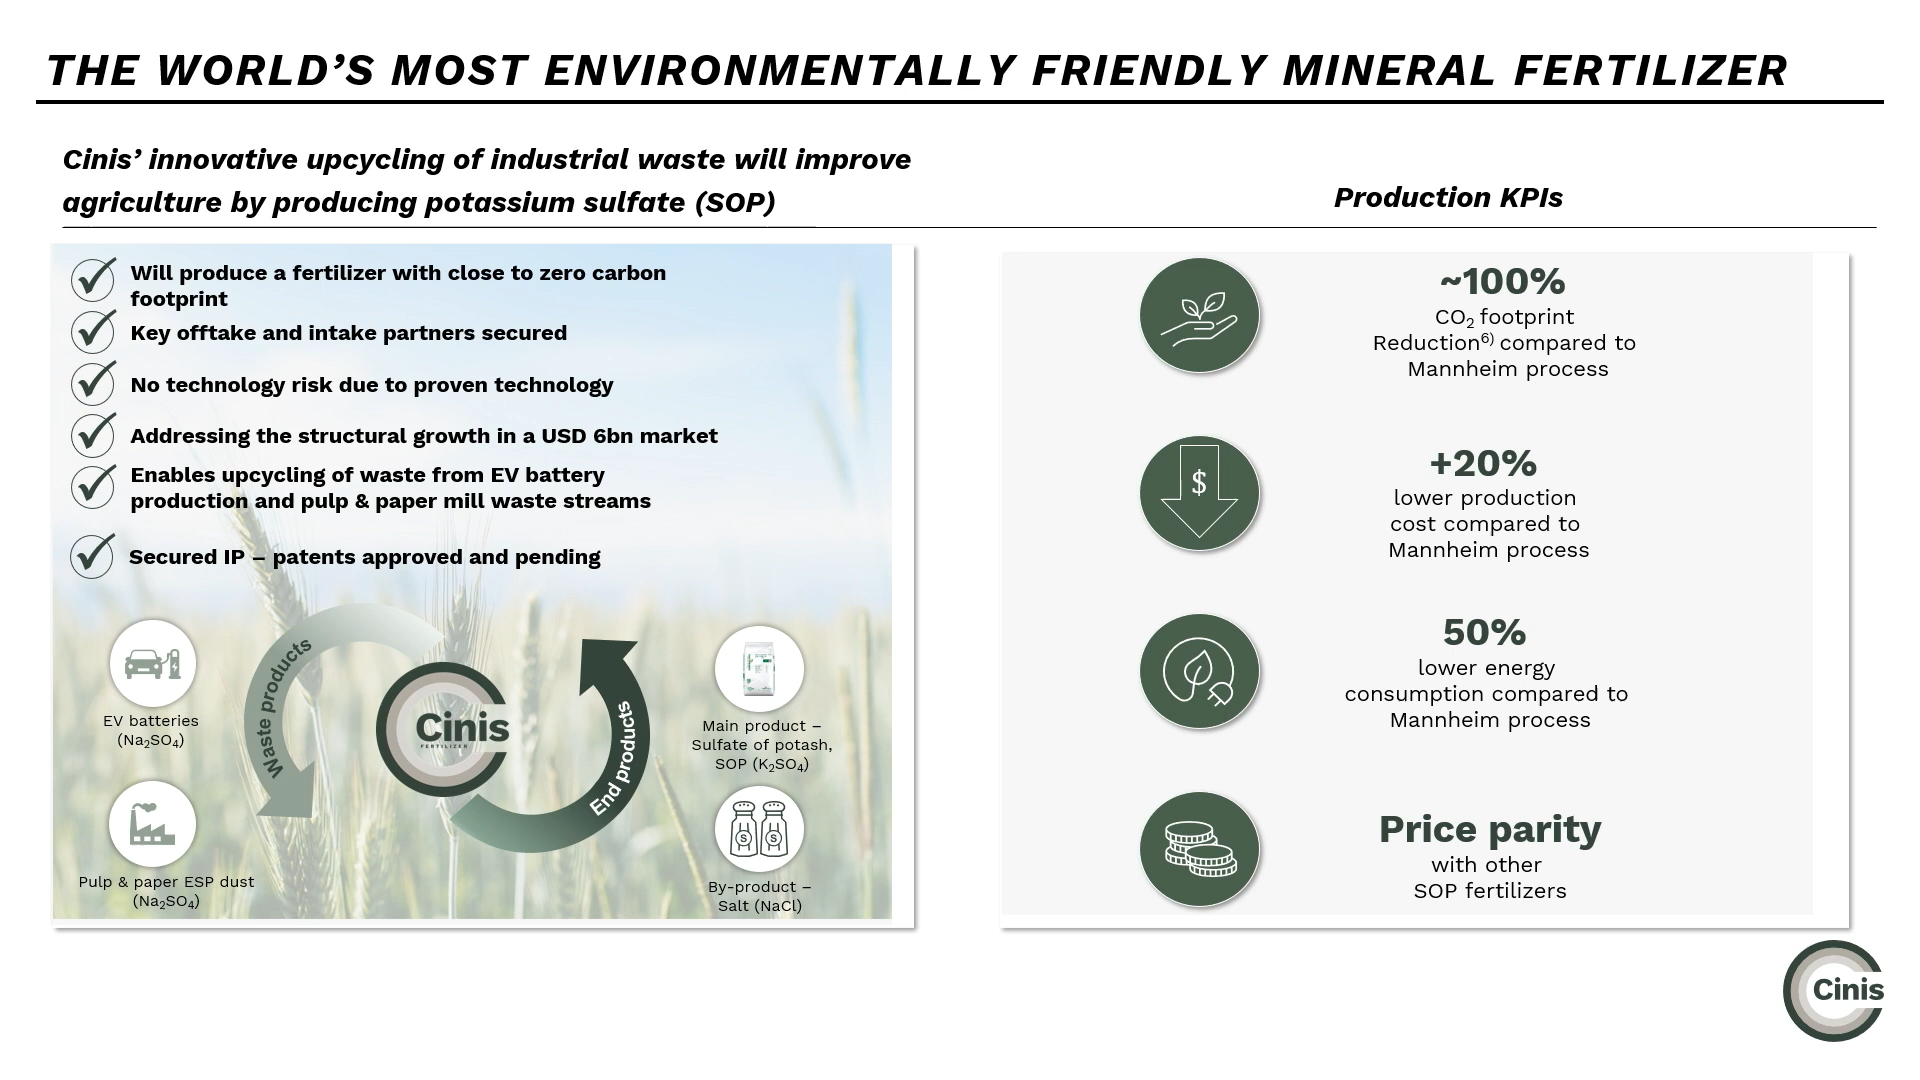 THE WORLD’S MOST ENVIRONMENTALLY FRIENDLY MINERAL FERTILIZER
Cinis’ innovative upcycling of industrial waste will improve
agriculture by producing potassium sulfate (SOP)
Will produce a fertilizer with close to zero carbon
footprint
Key offtake and intake partners secured
No technology risk due to proven technology
Addressing the structural growth in a USD 6bn market
Enables upcycling of waste from EV battery
production and pulp & paper mill waste streams
Secured IP – patents approved and pending
EV batteries
(Na₂SO₄)
Pulp & paper ESP dust
(Na₂SO₄)
Waste products
Cinis
FERTILIZER
End products
Main product –
Sulfate of potash,
SOP (K₂SO₄)
S S
By-product –
Salt (NaCl)
Production KPIs
~100%
CO₂ footprint
Reduction⁶⁾ compared to
Mannheim process
$
+20%
lower production
cost compared to
Mannheim process
50%
lower energy
consumption compared to
Mannheim process
Price parity
with other
SOP fertilizers
Cinis